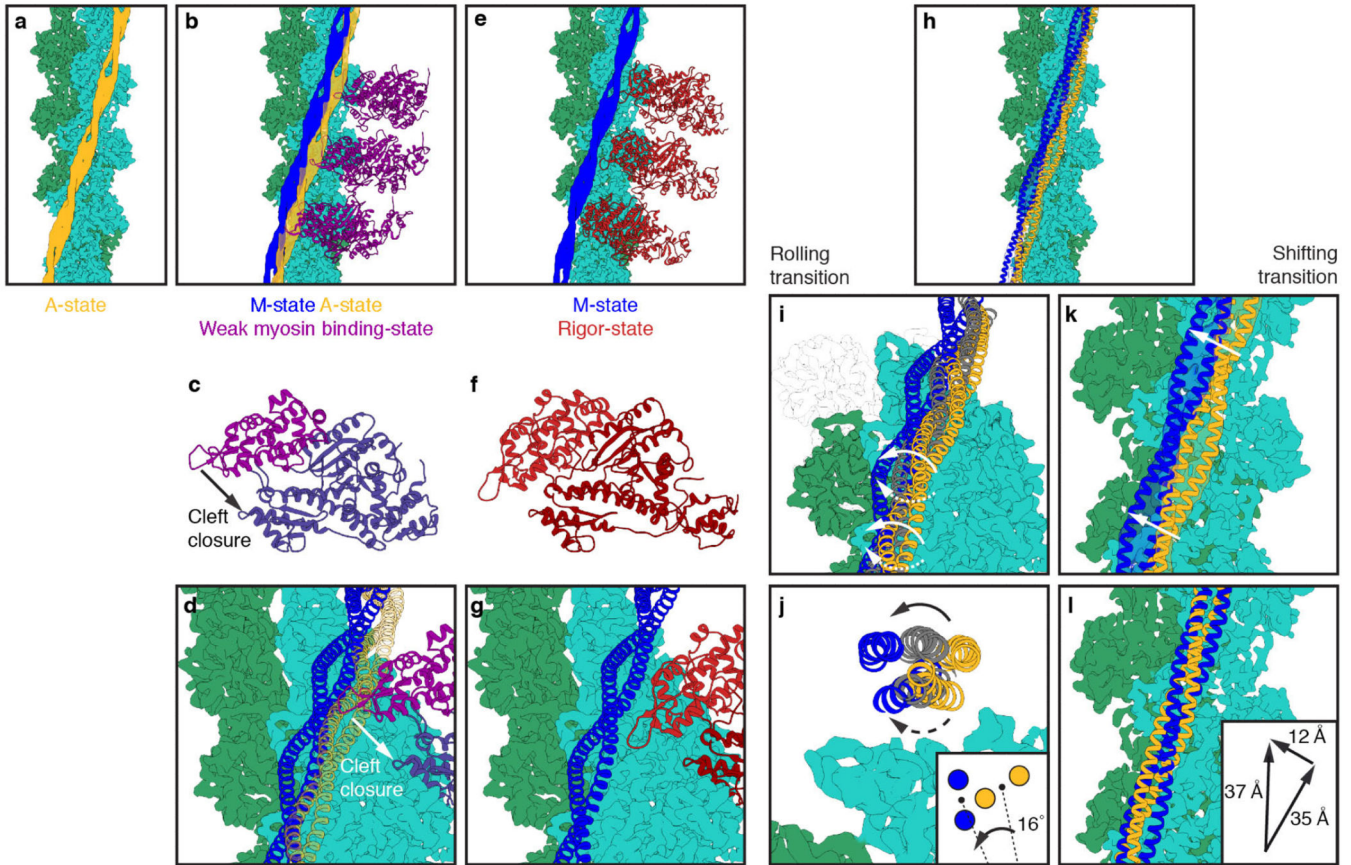 a
b
e
h
A-state
M-state A-state
Weak myosin binding-state
M-state
Rigor-state
Rolling
transition
Shifting
transition
c
Cleft
closure
f
i
k
d
Cleft
closure
g
j
16°
l
12 Å
37 Å
35 Å